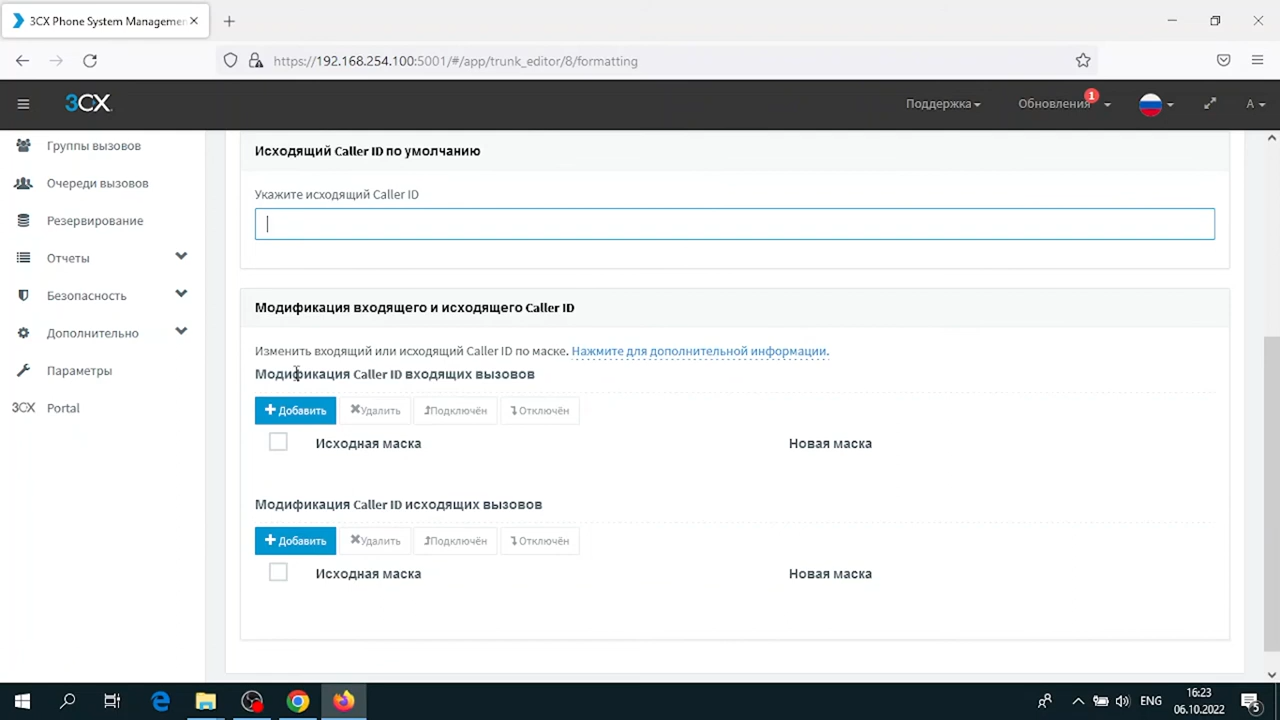 3CX Phone System Managemen
https://192.168.254.100:5001/#/app/trunk_editor/8/formatting
3CX
Поддержка
Обновления
1
A
Группы вызовов
Очереди вызовов
Резервирование
Отчеты
Безопасность
Дополнительно
Параметры
3CX Portal
Исходящий Caller ID по умолчанию
Укажите исходящий Caller ID
Модификация входящего и исходящего Caller ID
Изменить входящий или исходящий Caller ID по маске. Нажмите для дополнительной информации.
Модификация Caller ID входящих вызовов
+ Добавить
Удалить
Подключён
Отключён
Исходная маска
Новая маска
Модификация Caller ID исходящих вызовов
+ Добавить
Удалить
Подключён
Отключён
Исходная маска
Новая маска
ENG
16:23
06.10.2022
5